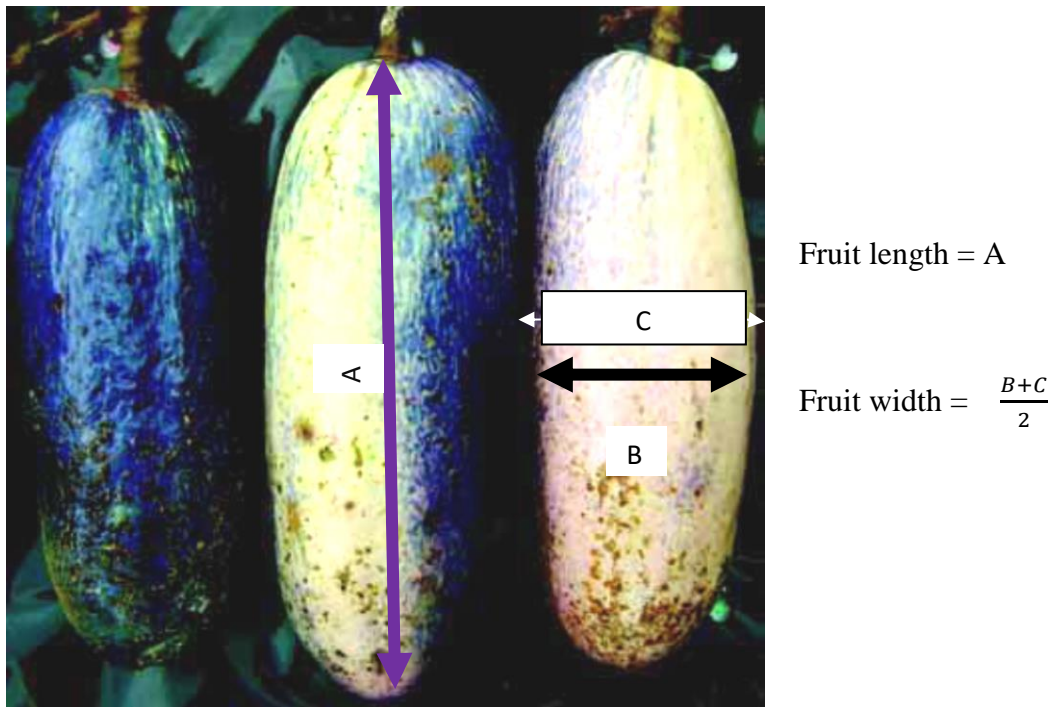 A
C
B
Fruit length = A
Fruit width = B+C/2